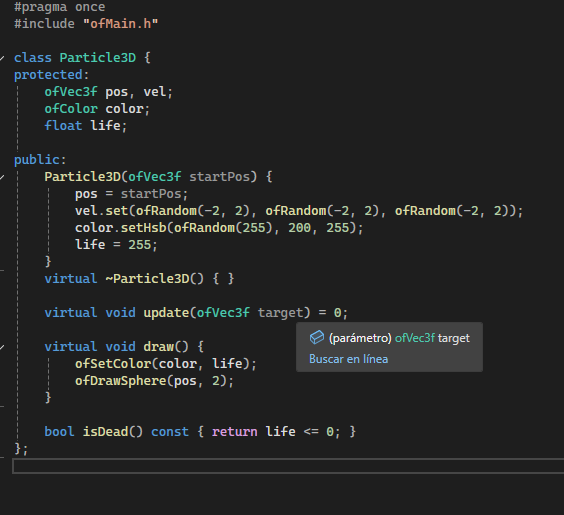 #pragma once
#include "ofMain.h"
class Particle3D {
protected:
ofVec3f pos, vel;
ofColor color;
float life;
public:
Particle3D(ofVec3f startPos) {
pos = startPos;
vel.set(ofRandom(-2, 2), ofRandom(-2, 2), ofRandom(-2, 2));
color.setHsb(ofRandom(255), 200, 255);
life = 255;
}
virtual ~Particle3D() { }
virtual void update(ofVec3f target) = 0;
(parámetro) ofVec3f target
Buscar en línea
virtual void draw() {
ofSetColor(color, life);
ofDrawSphere(pos, 2);
}
bool isDead() const { return life <= 0; }
};